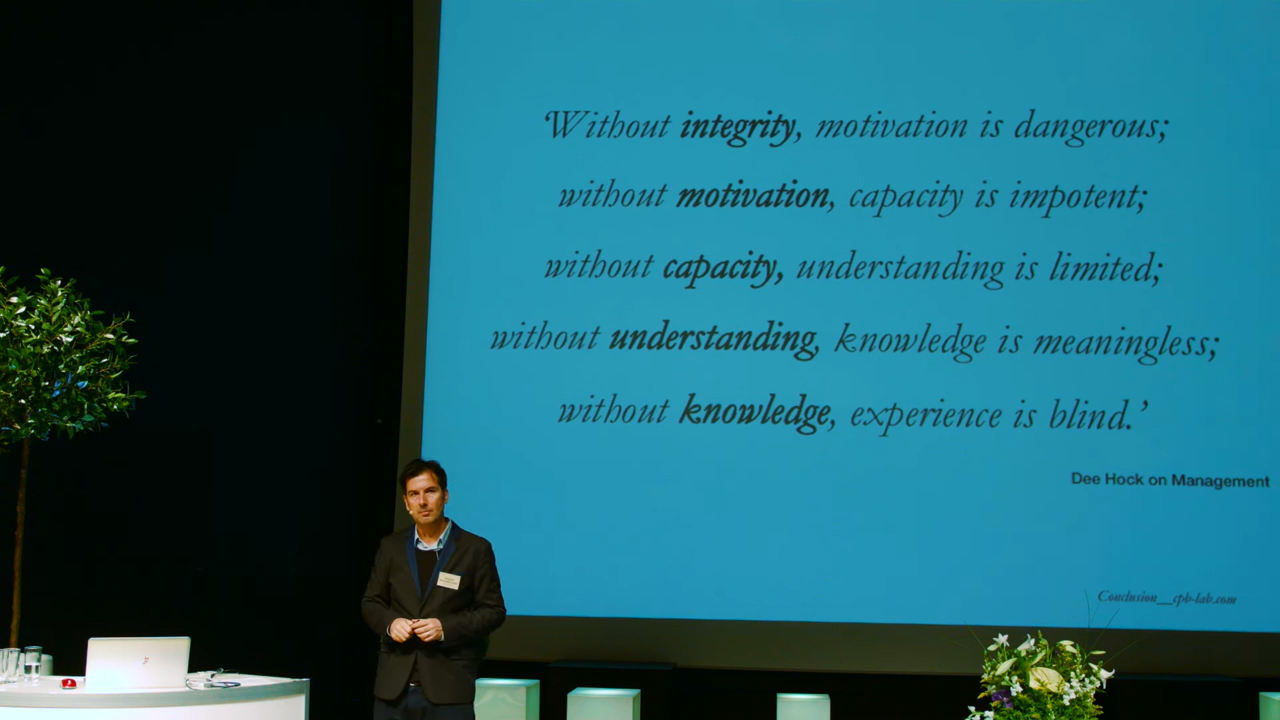 ‘Without integrity, motivation is dangerous;
without motivation, capacity is impotent;
without capacity, understanding is limited;
without understanding, knowledge is meaningless;
without knowledge, experience is blind.’
Dee Hock on Management
Conclusion__cpb-lab.com